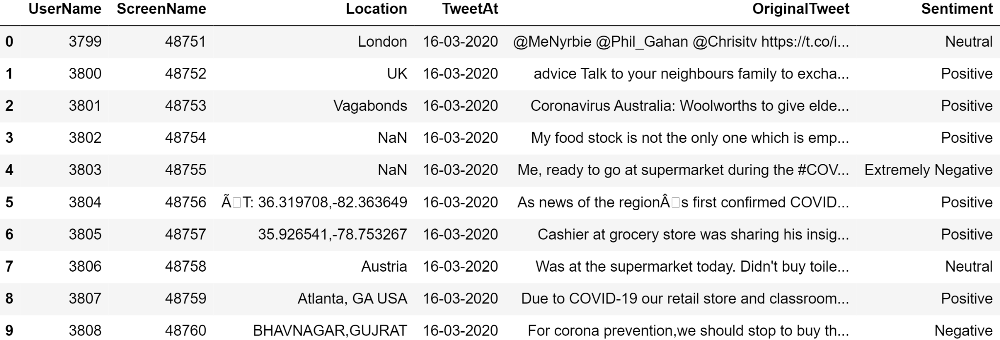 UserName ScreenName Location TweetAt OriginalTweet Sentiment
0 3799 48751 London 16-03-2020 @MeNyrbie @Phil_Gahan @Chrisitv https://t.co/i... Neutral
1 3800 48752 UK 16-03-2020 advice Talk to your neighbours family to excha... Positive
2 3801 48753 Vagabonds 16-03-2020 Coronavirus Australia: Woolworths to give elde... Positive
3 3802 48754 NaN 16-03-2020 My food stock is not the only one which is emp... Positive
4 3803 48755 NaN 16-03-2020 Me, ready to go at supermarket during the #COV... Extremely Negative
5 3804 48756 Ã□T: 36.319708,-82.363649 16-03-2020 As news of the regionÂ□s first confirmed COVID... Positive
6 3805 48757 35.926541,-78.753267 16-03-2020 Cashier at grocery store was sharing his insig... Positive
7 3806 48758 Austria 16-03-2020 Was at the supermarket today. Didn't buy toile... Neutral
8 3807 48759 Atlanta, GA USA 16-03-2020 Due to COVID-19 our retail store and classroom... Positive
9 3808 48760 BHAVNAGAR,GUJRAT 16-03-2020 For corona prevention,we should stop to buy th... Negative